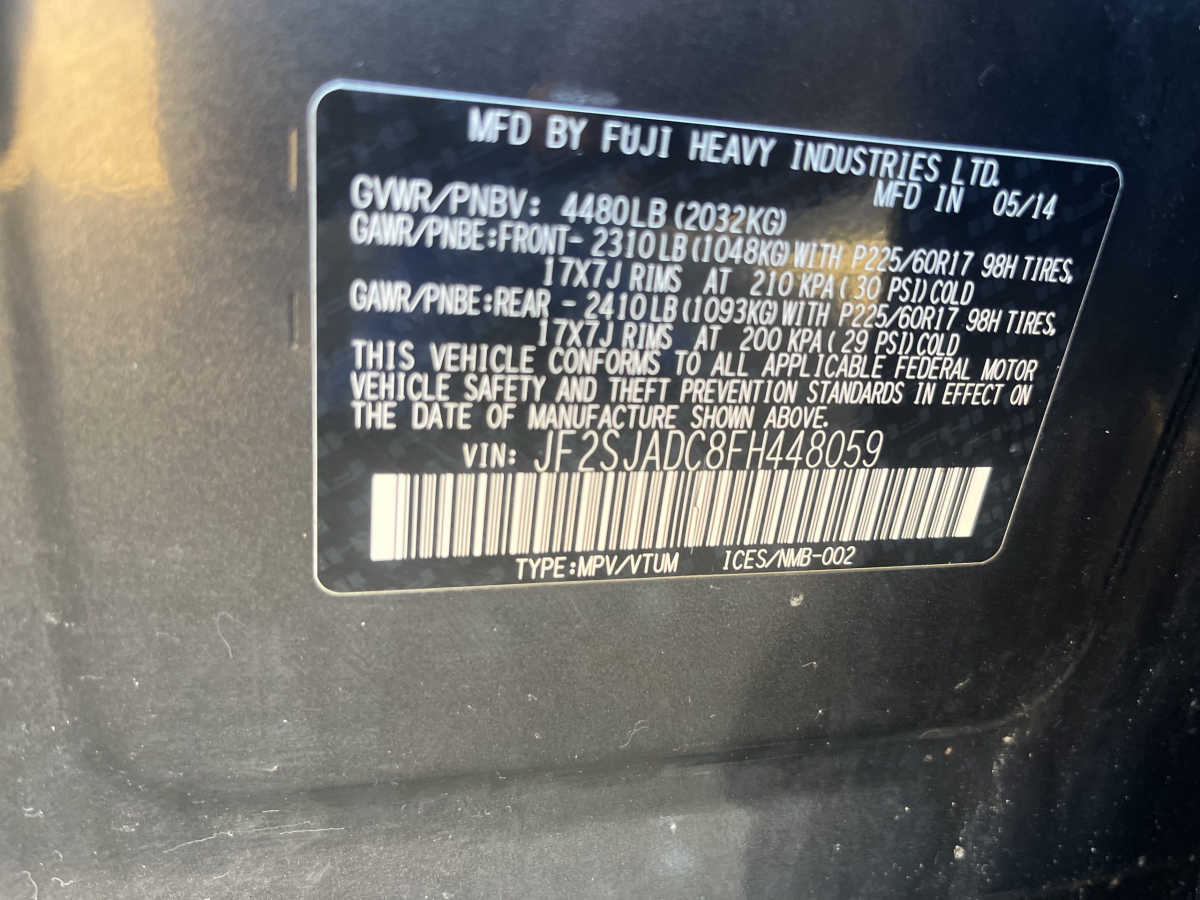 MFD BY FUJI HEAVY INDUSTRIES LTD.
MFD IN 05/14
GVWR/PNBV: 4480LB (2032KG)
GAWR/PNBE:FRONT- 2310LB (1048KG) WITH P225/60R17 98H TIRES,
17X7J RIMS AT 210 KPA ( 30 PSI) COLD
GAWR/PNBE:REAR - 2410LB (1093KG) WITH P225/60R17 98H TIRES,
17X7J RIMS AT 200 KPA ( 29 PSI) COLD
THIS VEHICLE CONFORMS TO ALL APPLICABLE FEDERAL MOTOR
VEHICLE SAFETY AND THEFT PREVENTION STANDARDS IN EFFECT ON
THE DATE OF MANUFACTURE SHOWN ABOVE.
VIN: JF2SJADC8FH448059
TYPE:MPV/VTUM ICES/NMB-002